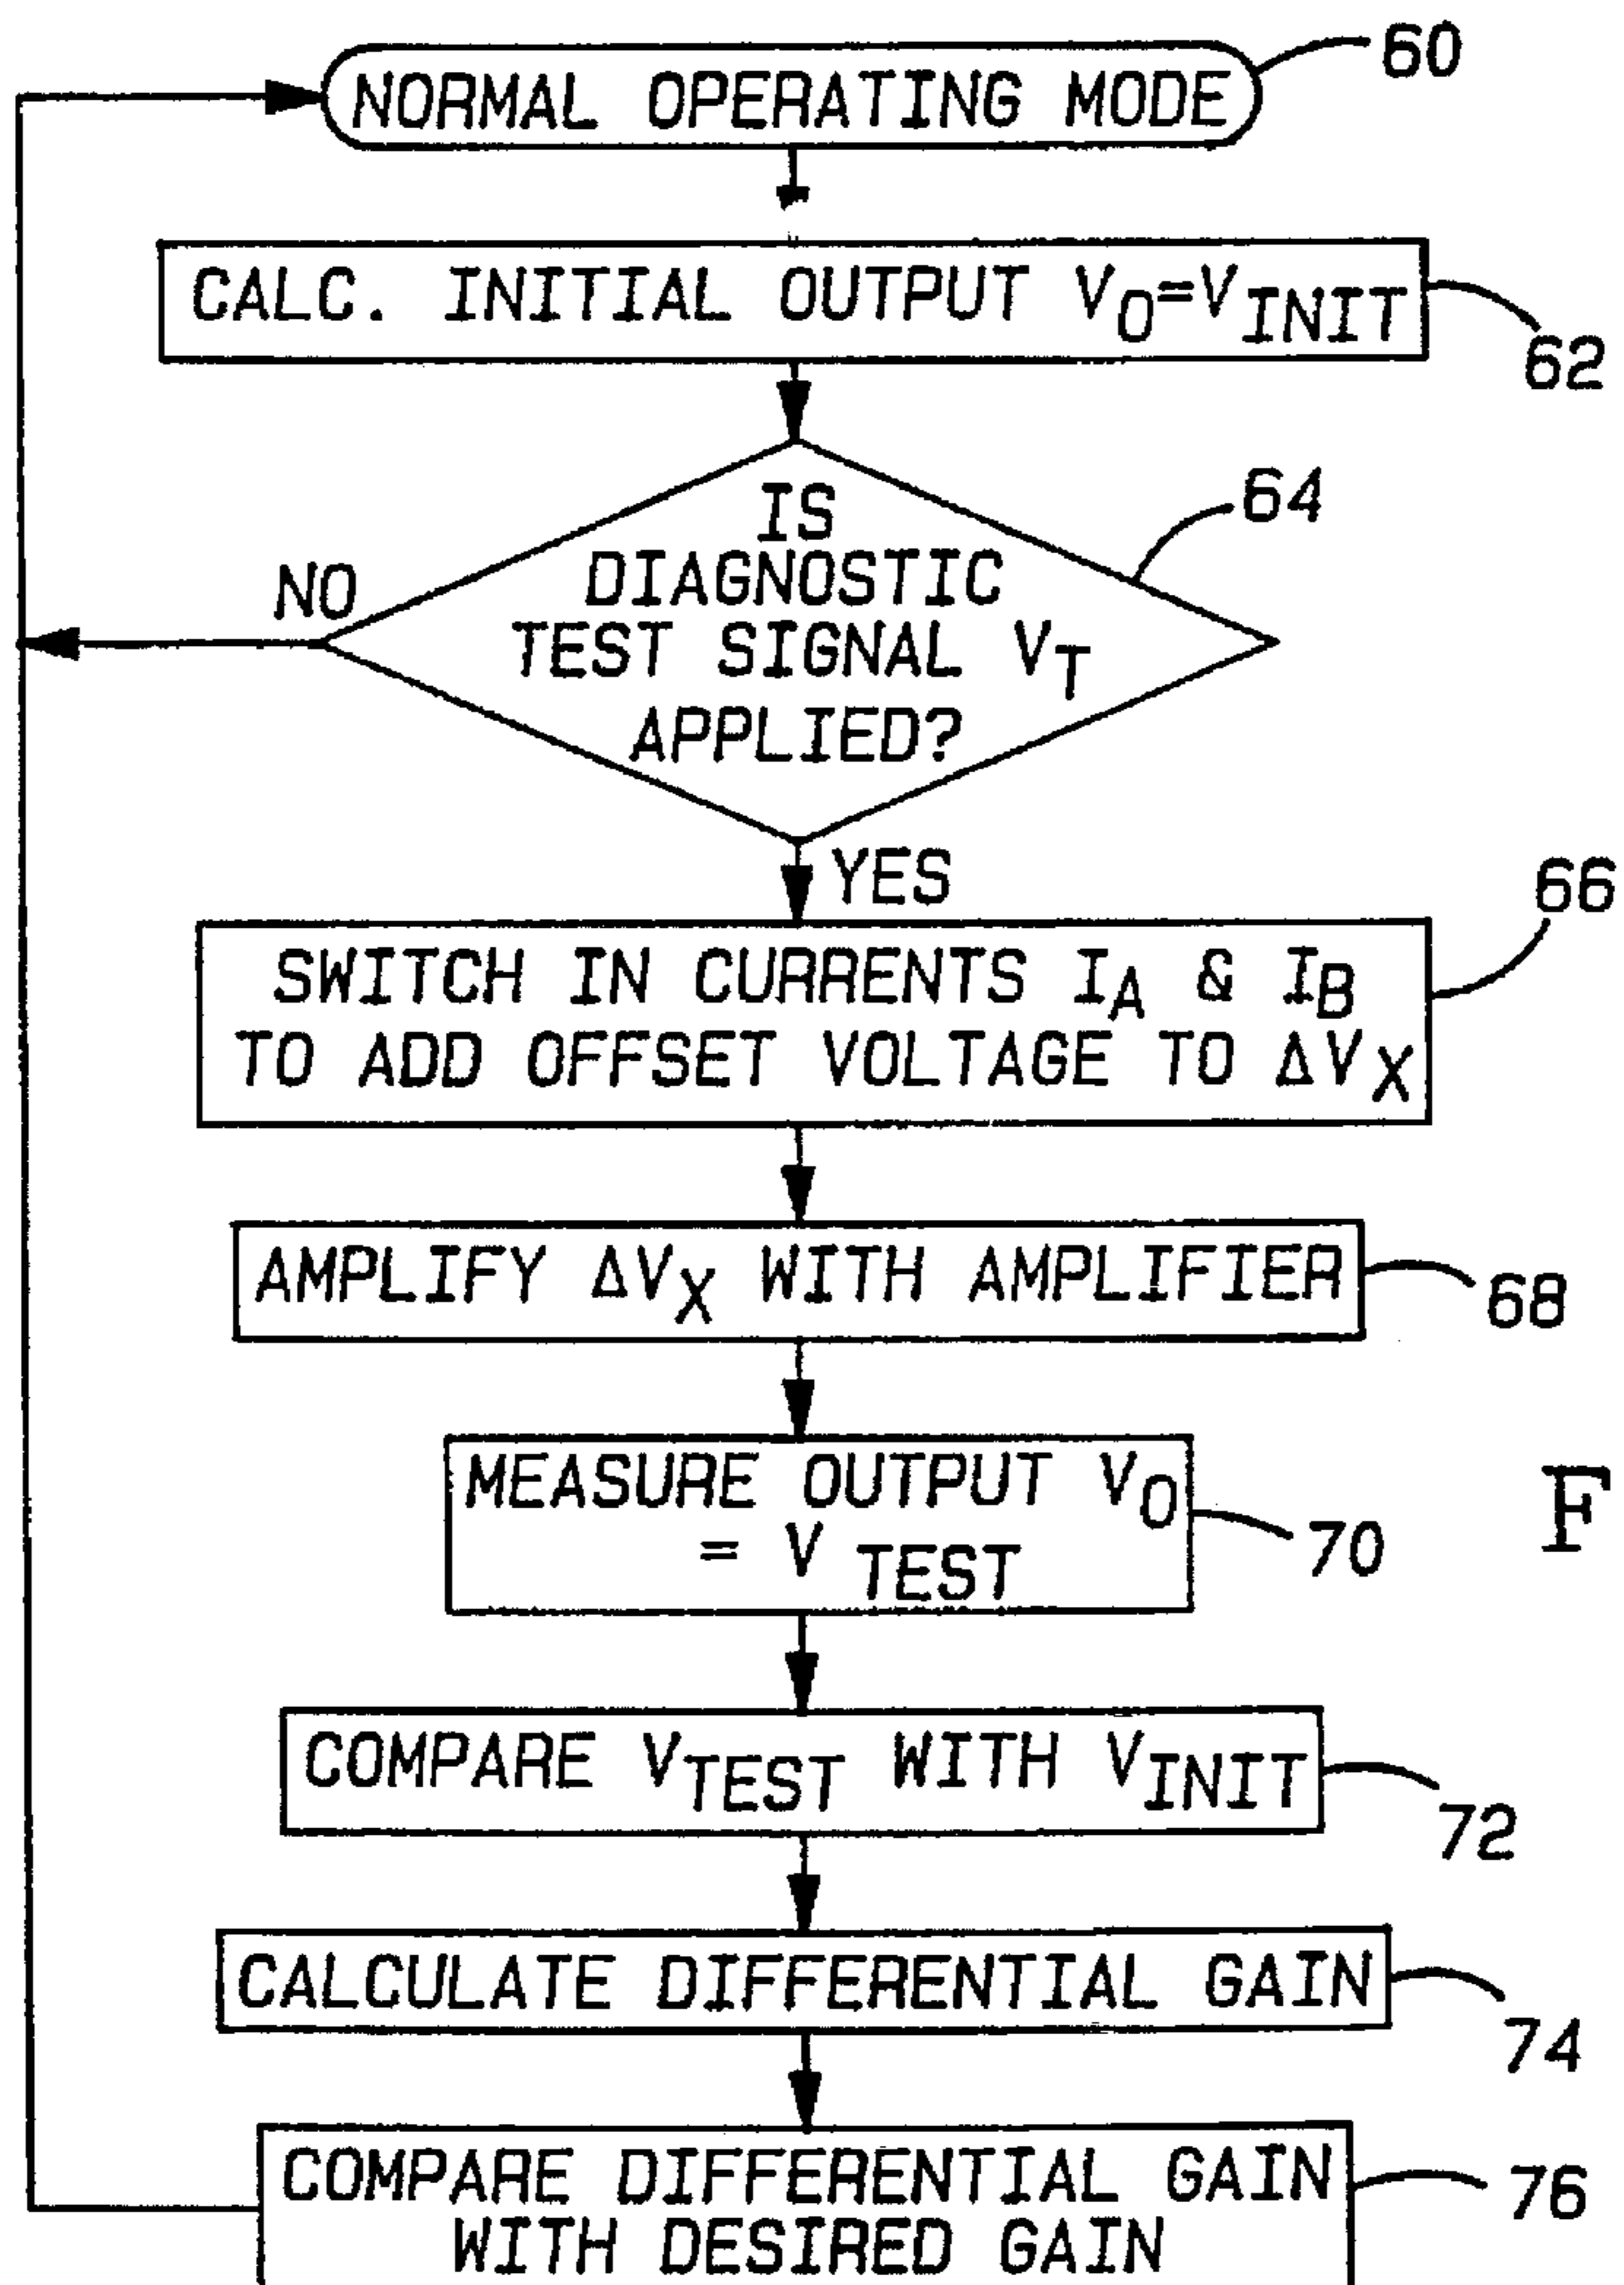 NORMAL OPERATING MODE
60
CALC. INITIAL OUTPUT VO=VINIT
62
IS
DIAGNOSTIC
TEST SIGNAL VT
APPLIED?
64
NO
YES
SWITCH IN CURRENTS IA & IB
TO ADD OFFSET VOLTAGE TO ΔVX
66
AMPLIFY ΔVX WITH AMPLIFIER
68
MEASURE OUTPUT VO
= V TEST
70
F
COMPARE VTEST WITH VINIT
72
CALCULATE DIFFERENTIAL GAIN
74
COMPARE DIFFERENTIAL GAIN
WITH DESIRED GAIN
76